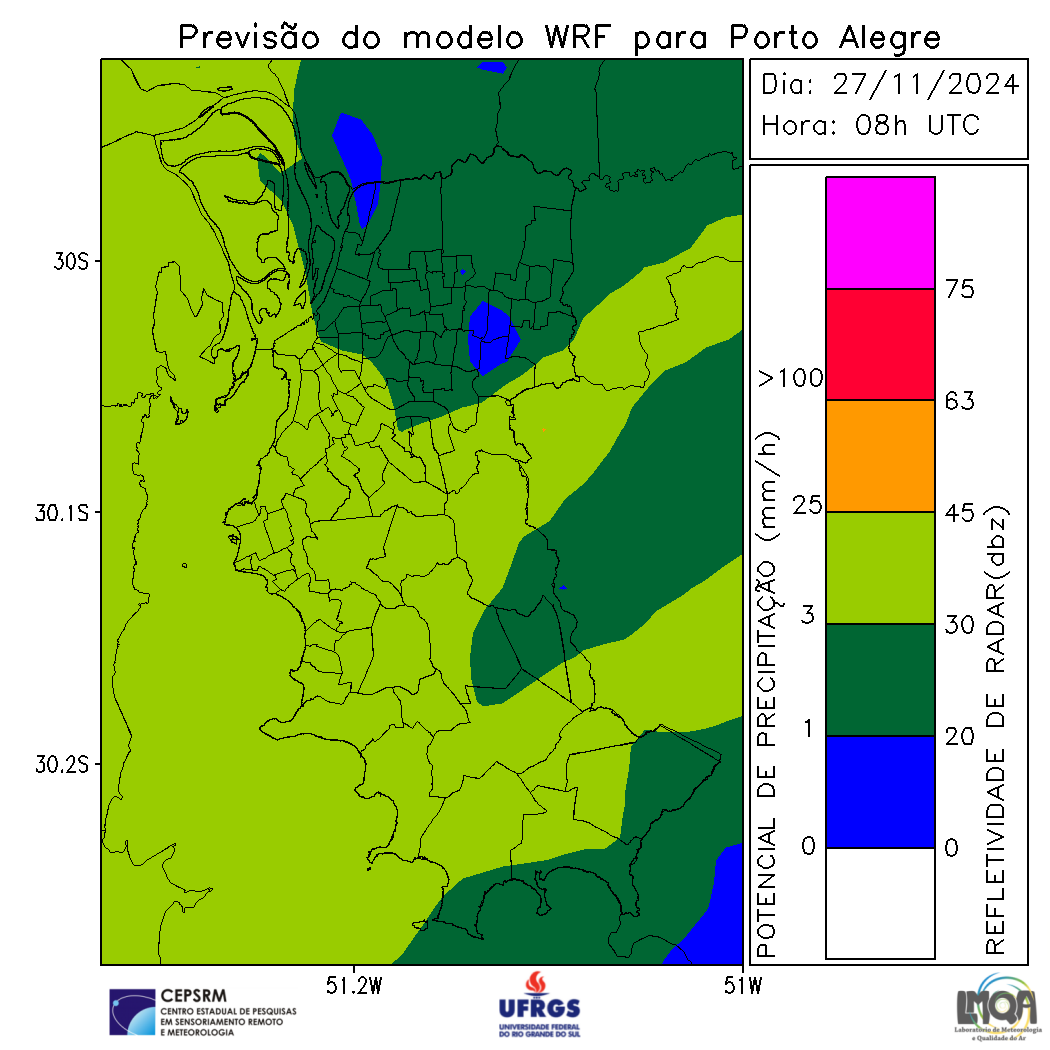 Previsão do modelo WRF para Porto Alegre
Dia: 27/11/2024
Hora: 08h UTC
30S
30.1S
30.2S
51.2W
51W
POTENCIAL DE PRECIPITAÇÃO (mm/h)
>100
25
3
1
0
75
63
45
30
20
0
REFLETIVIDADE DE RADAR(dbz)
CEPSRM
CENTRO ESTADUAL DE PESQUISAS
EM SENSORIAMENTO REMOTO
E METEOROLOGIA
UFRGS
UNIVERSIDADE FEDERAL
DO RIO GRANDE DO SUL
LMQA
Laboratório de Meteorologia
e Qualidade do Ar